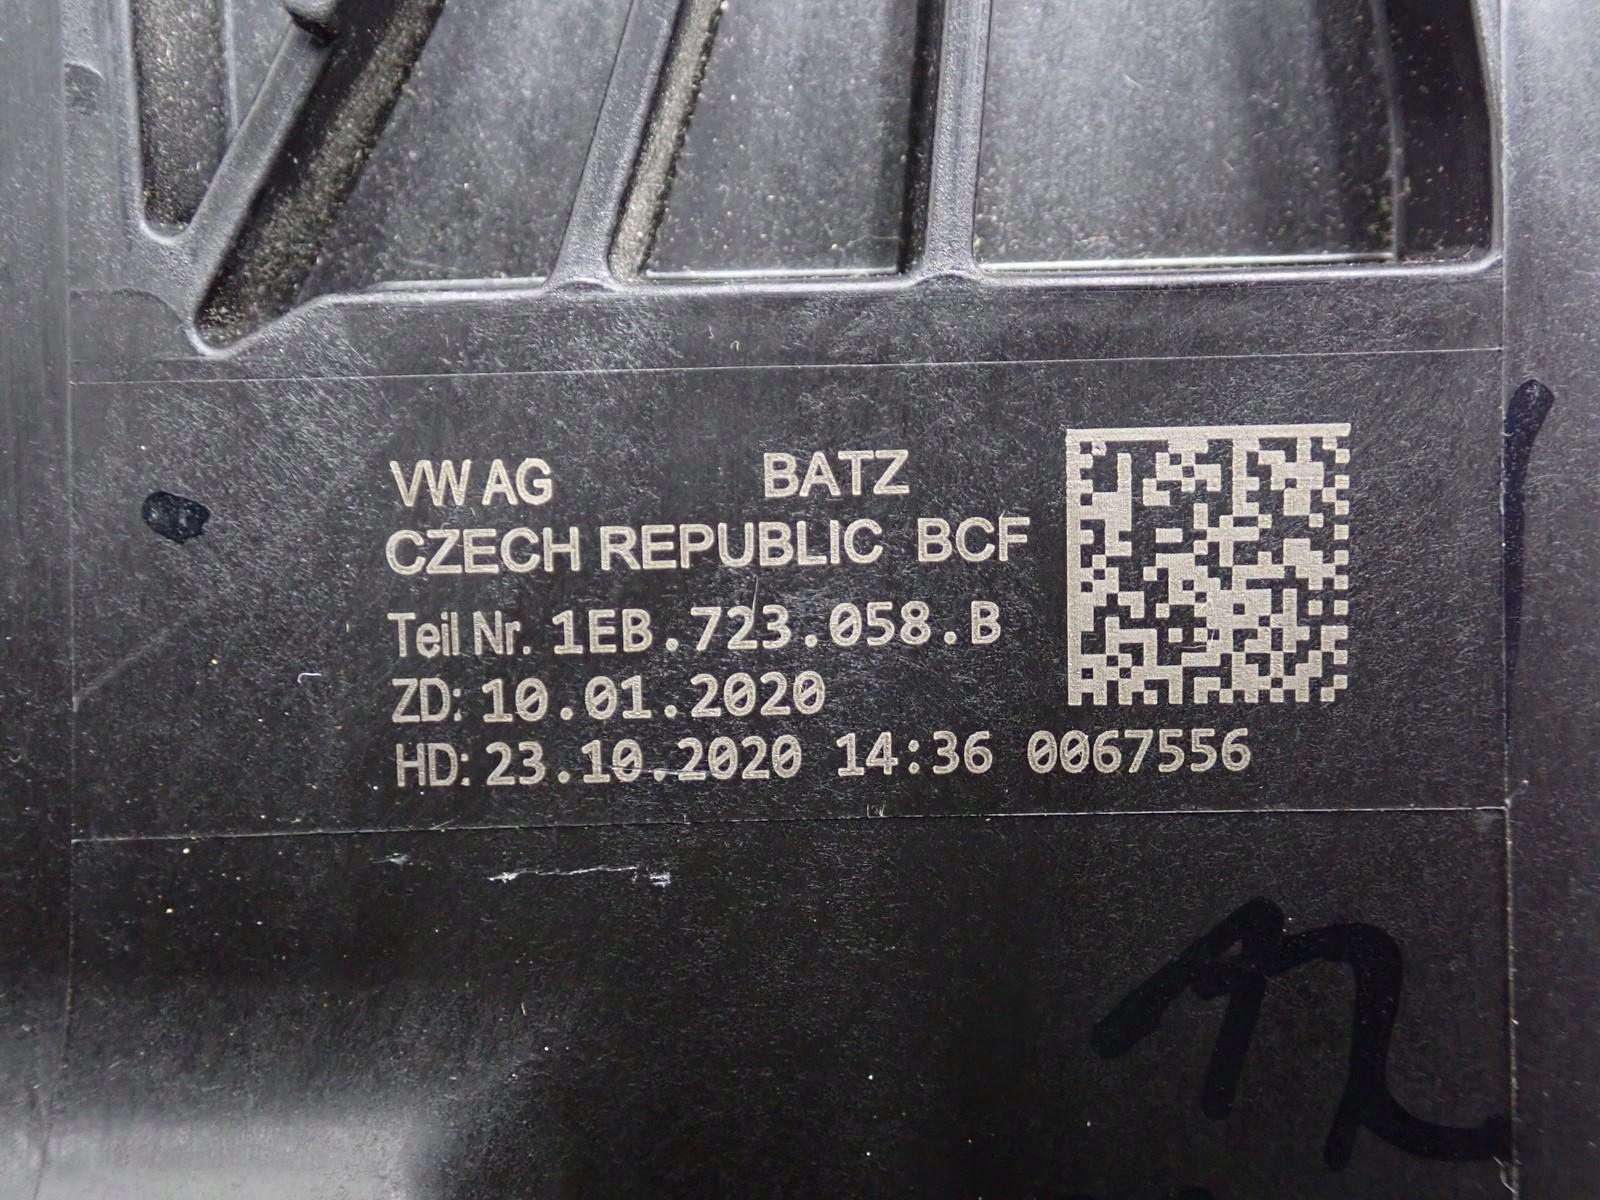 VW AG BATZ
CZECH REPUBLIC BCF
Teil Nr. 1EB.723.058.B
ZD: 10.01.2020
HD: 23.10.2020 14:36 0067556